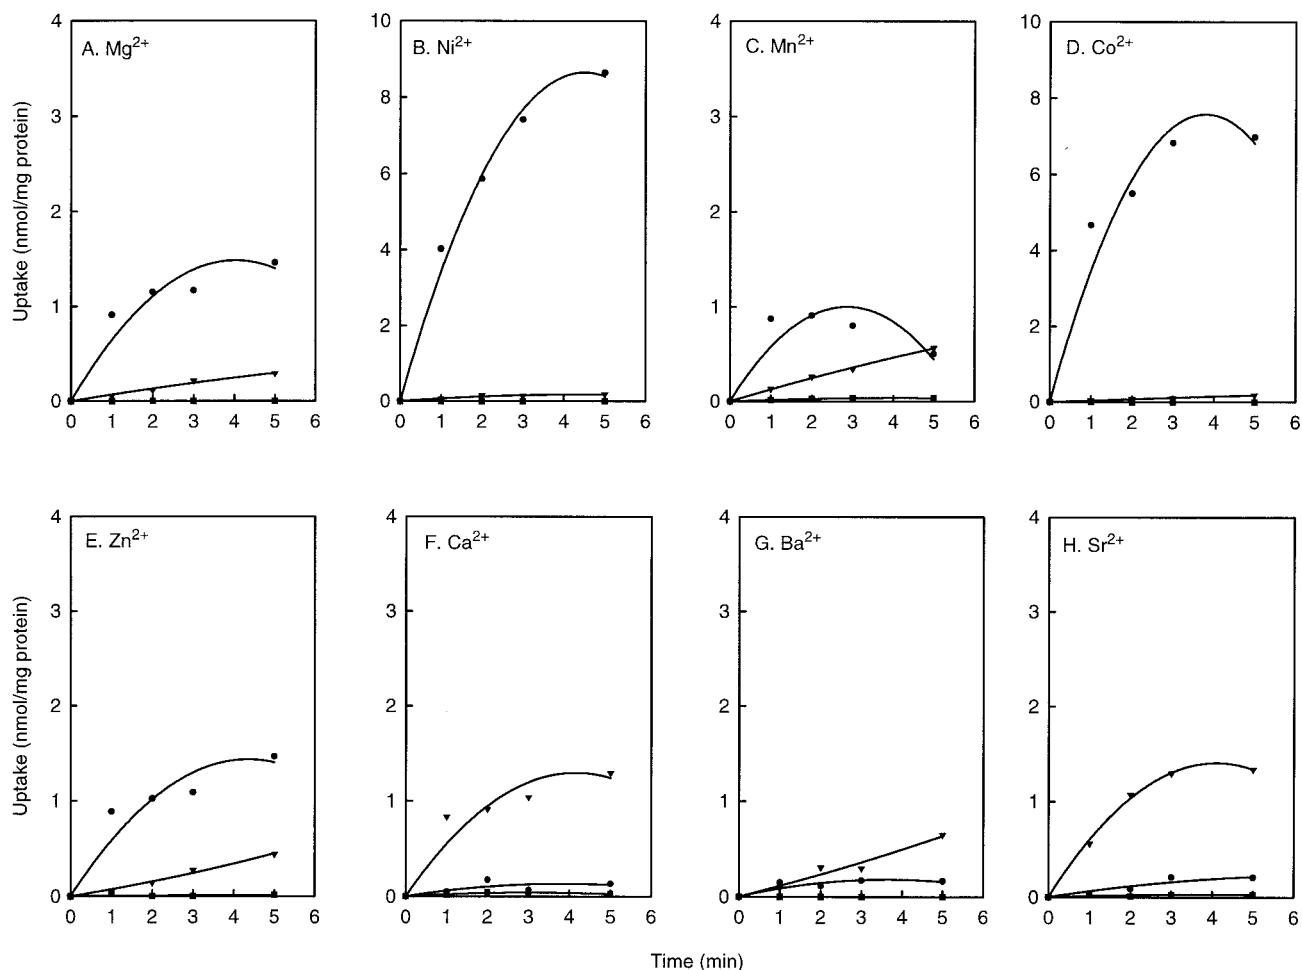 A. Mg2+
4
3
2
1
0
0 1 2 3 4 5 6
B. Ni2+
10
8
6
4
2
0
0 1 2 3 4 5 6
C. Mn2+
4
3
2
1
0
0 1 2 3 4 5 6
D. Co2+
10
8
6
4
2
0
0 1 2 3 4 5 6
Uptake (nmol/mg protein)
E. Zn2+
4
3
2
1
0
0 1 2 3 4 5 6
F. Ca2+
4
3
2
1
0
0 1 2 3 4 5 6
G. Ba2+
4
3
2
1
0
0 1 2 3 4 5 6
H. Sr2+
4
3
2
1
0
0 1 2 3 4 5 6
Uptake (nmol/mg protein)
Time (min)